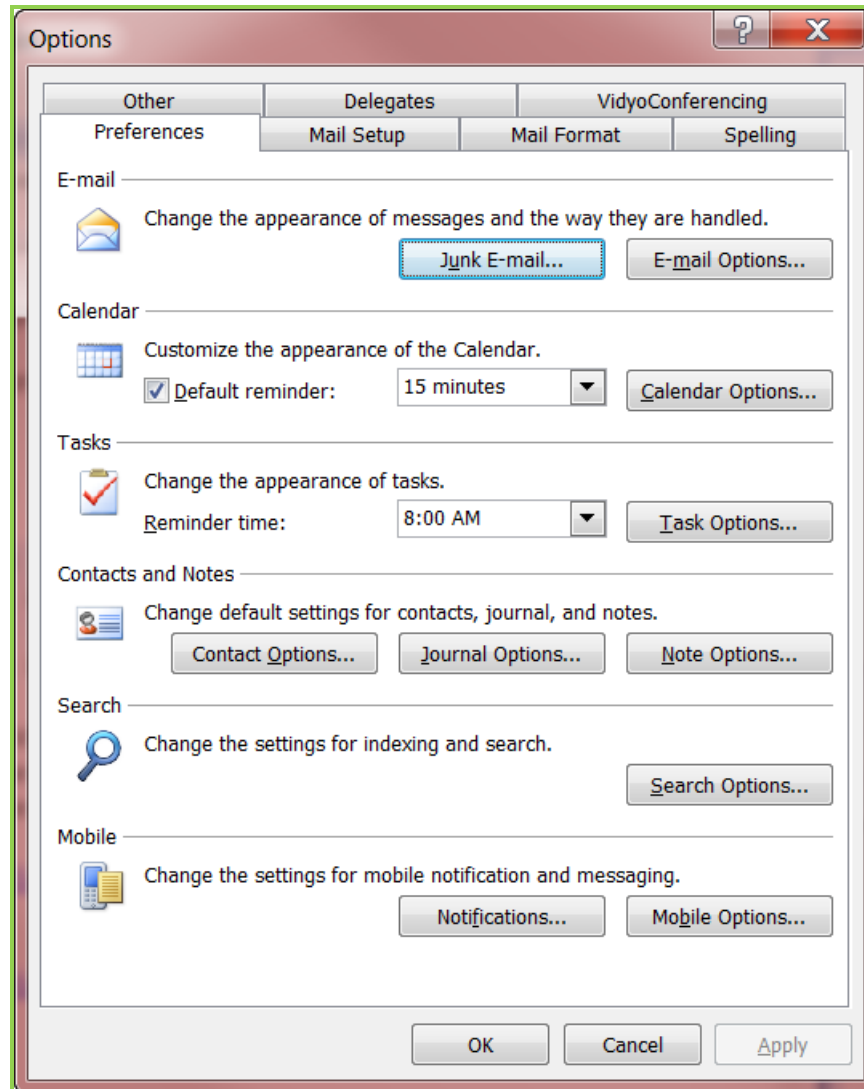 Options
Other Delegates VidyoConferencing
Preferences Mail Setup Mail Format Spelling
E-mail
Change the appearance of messages and the way they are handled.
Junk E-mail... E-mail Options...
Calendar
Customize the appearance of the Calendar.
Default reminder: 15 minutes Calendar Options...
Tasks
Change the appearance of tasks.
Reminder time: 8:00 AM Task Options...
Contacts and Notes
Change default settings for contacts, journal, and notes.
Contact Options... Journal Options... Note Options...
Search
Change the settings for indexing and search.
Search Options...
Mobile
Change the settings for mobile notification and messaging.
Notifications... Mobile Options...
OK Cancel Apply